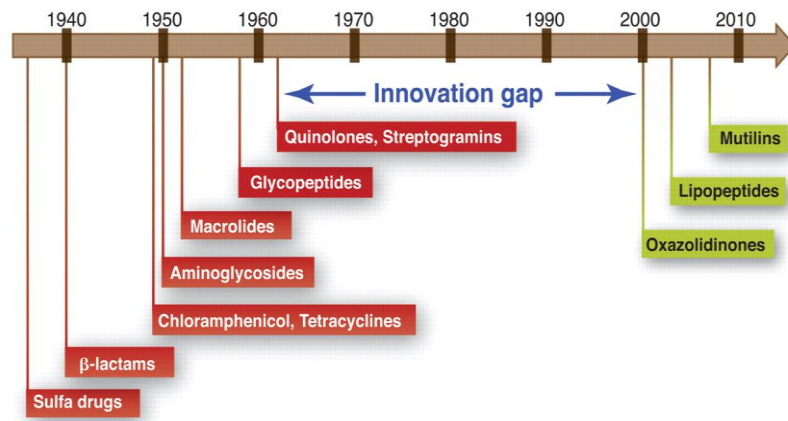 1940 1950 1960 1970 1980 1990 2000 2010
Innovation gap
Quinolones, Streptogramins
Mutilins
Glycopeptides
Lipopeptides
Macrolides
Oxazolidinones
Aminoglycosides
Chloramphenicol, Tetracyclines
β-lactams
Sulfa drugs